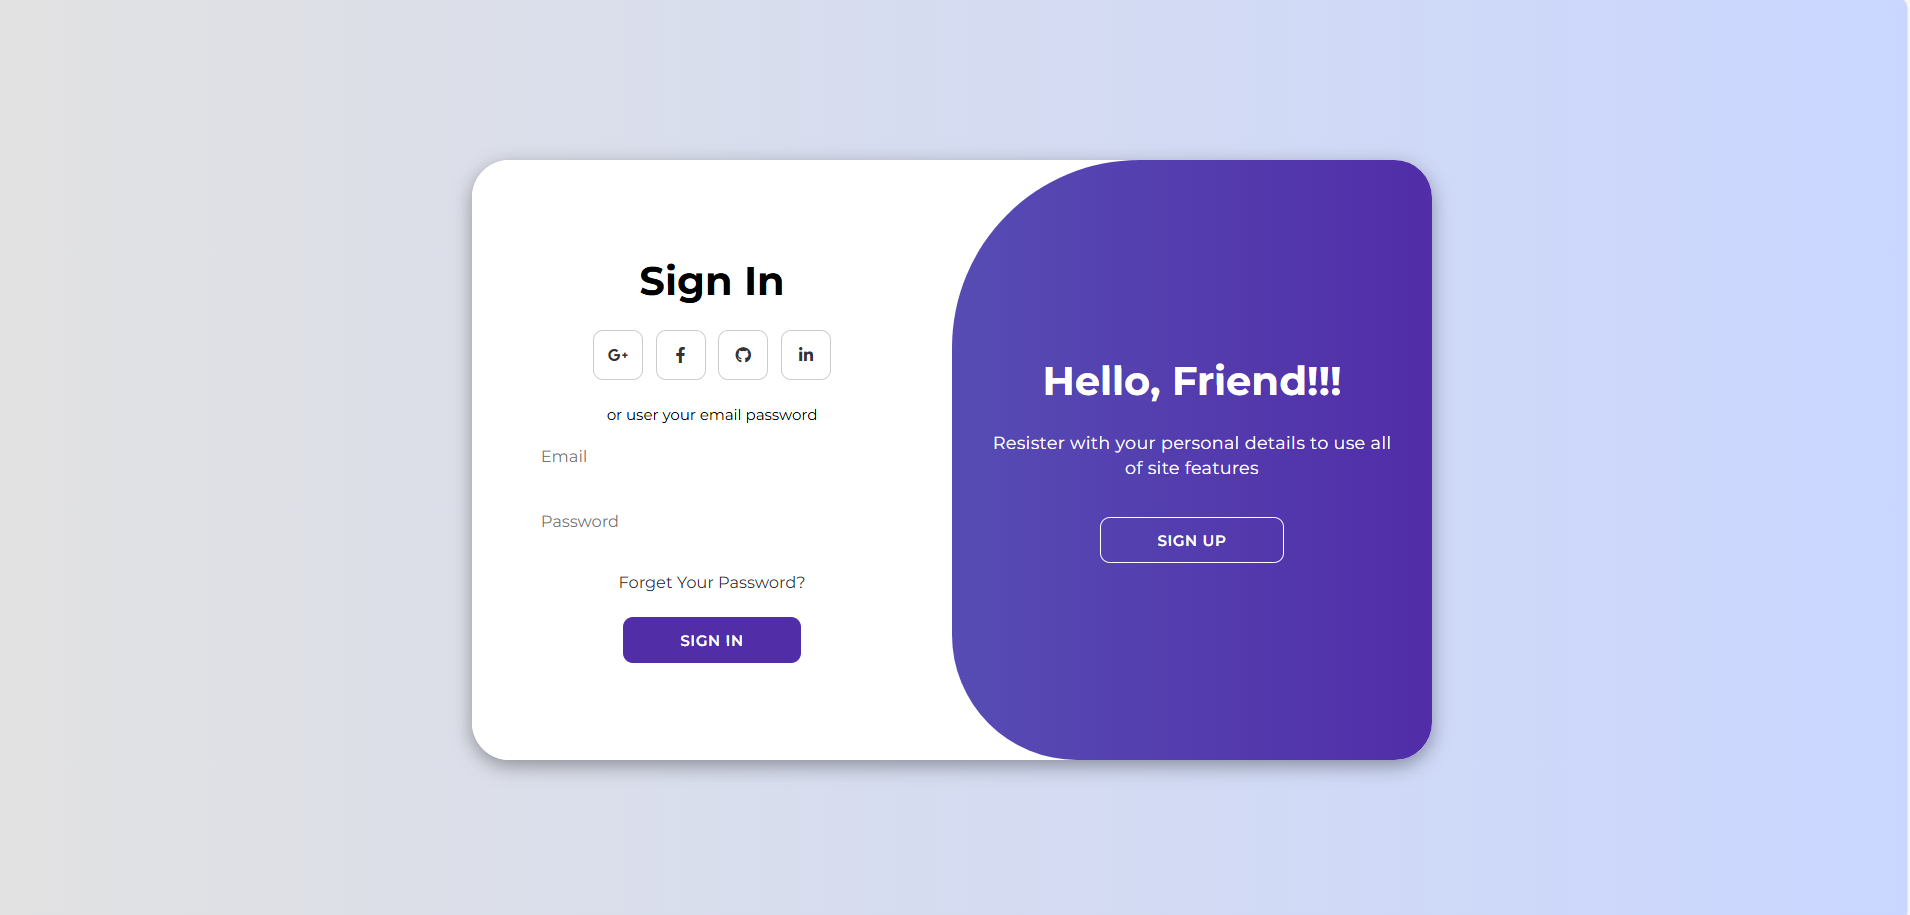 Sign In
G+ f in
or user your email password
Email
Password
Forget Your Password?
SIGN IN
Hello, Friend!!!
Resister with your personal details to use all
of site features
SIGN UP